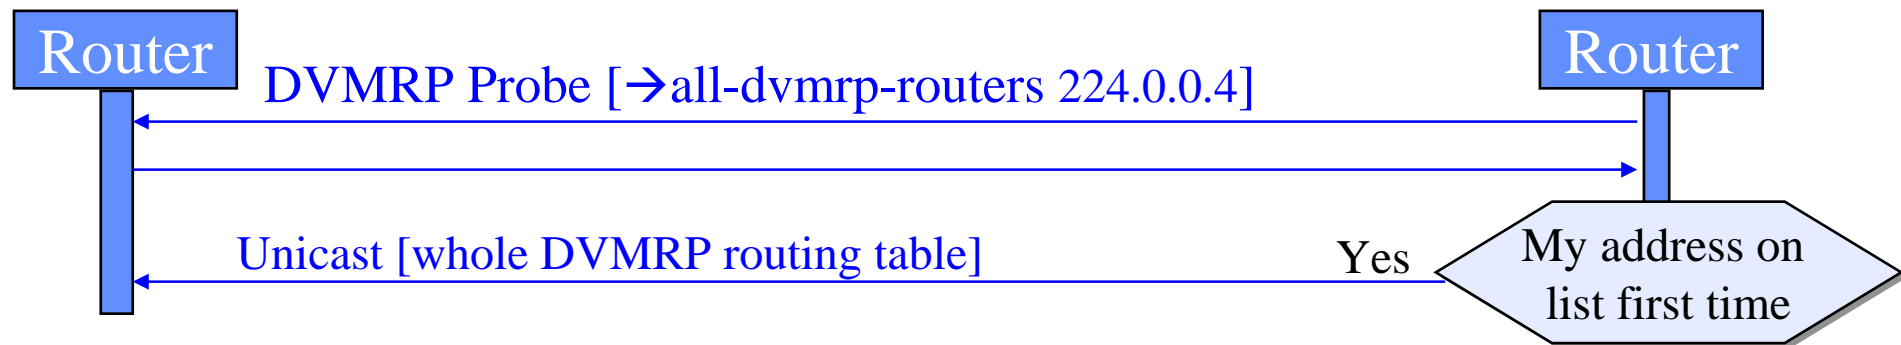 Router
Router
DVMRP Probe [→all-dvmrp-routers 224.0.0.4]
Unicast [whole DVMRP routing table]
Yes
My address on
list first time